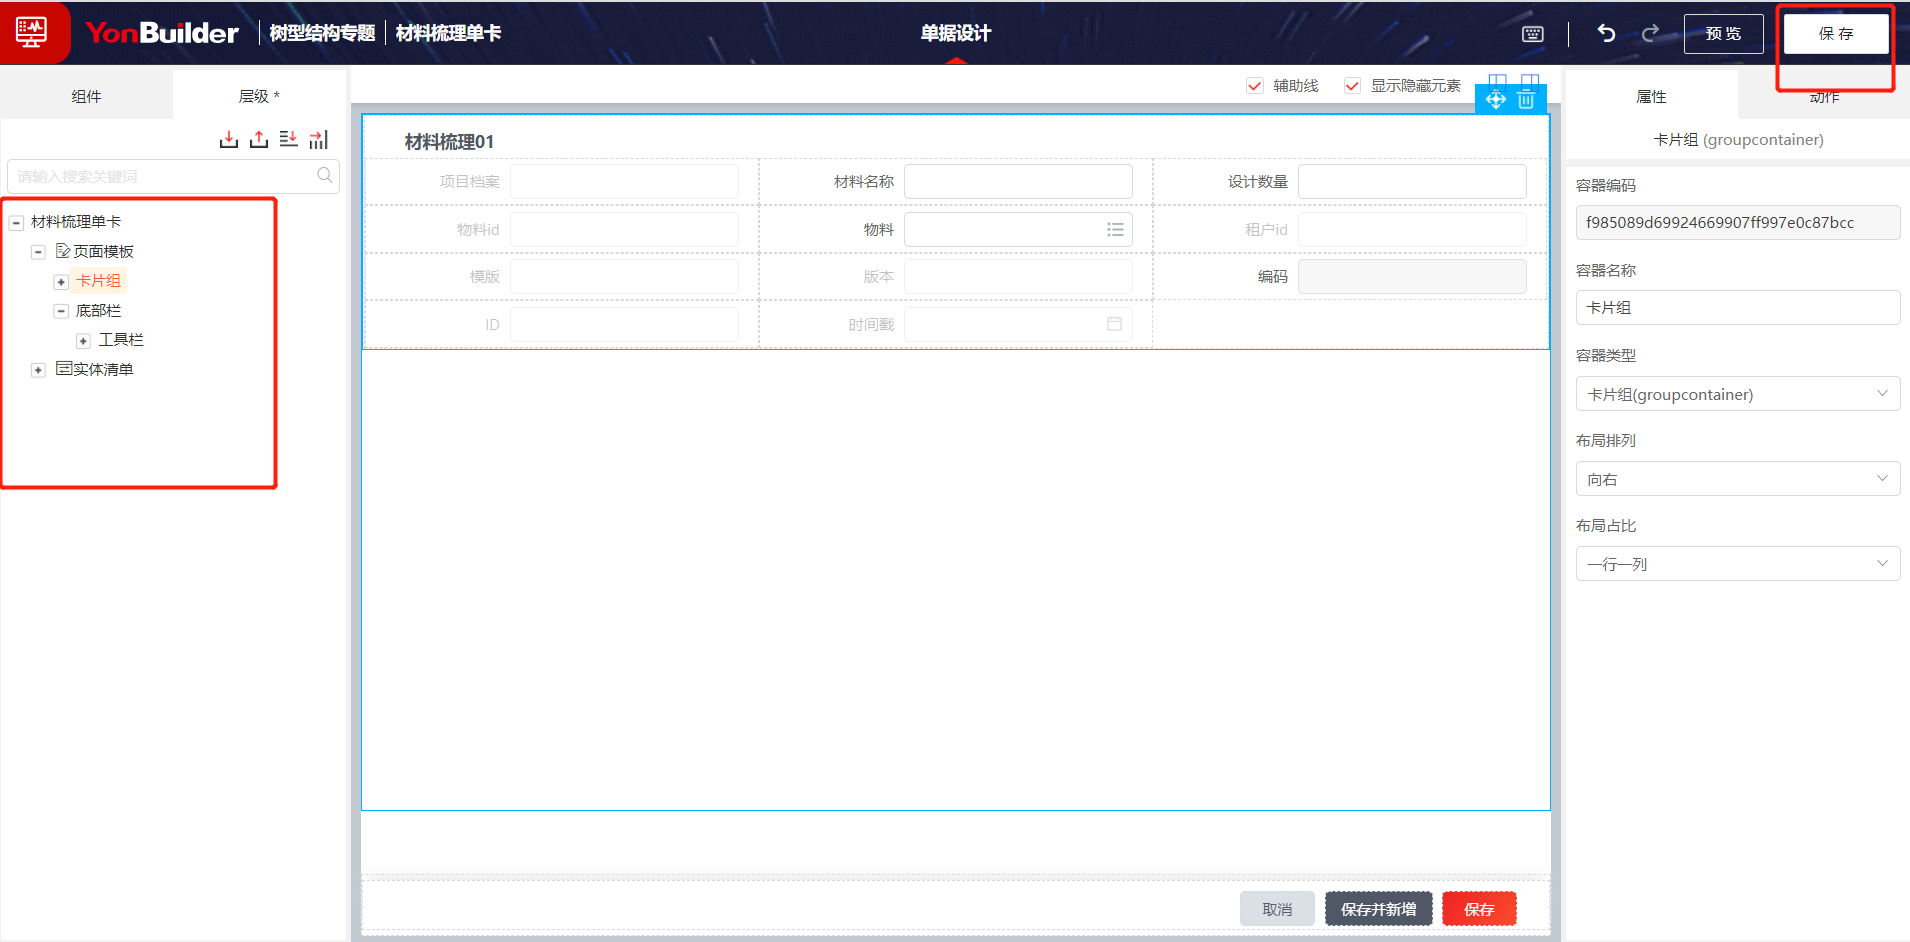 YonBuilder 树型结构专题 材料梳理单卡 单据设计 预 览 保 存
组件 层级 * 辅助线 显示隐藏元素 属性 动作
卡片组 (groupcontainer)
请输入搜索关键词
材料梳理单卡
页面模板
卡片组
底部栏
工具栏
实体清单
材料梳理01
项目档案 材料名称 设计数量
物料id 物料 租户id
模版 版本 编码
ID 时间戳
取消 保存并新增 保存
容器编码
f985089d69924669907ff997e0c87bcc
容器名称
卡片组
容器类型
卡片组(groupcontainer)
布局排列
向右
布局占比
一行一列